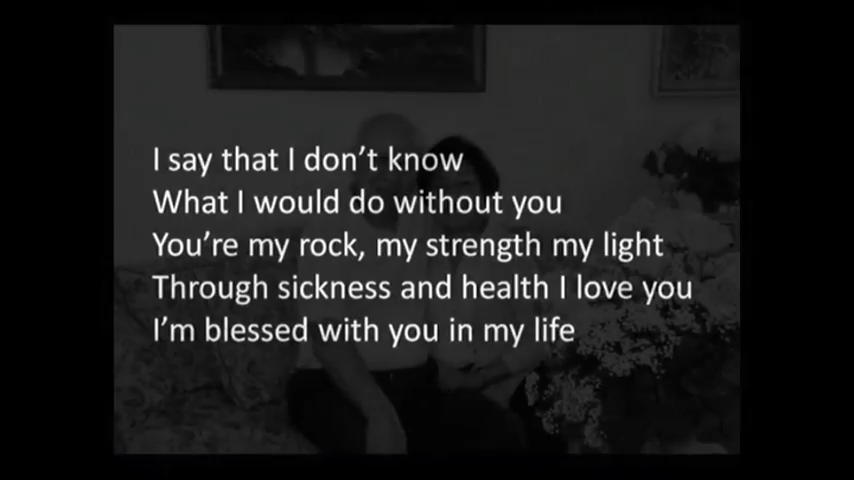 I say that I don't know
What I would do without you
You're my rock, my strength my light
Through sickness and health I love you
I'm blessed with you in my life